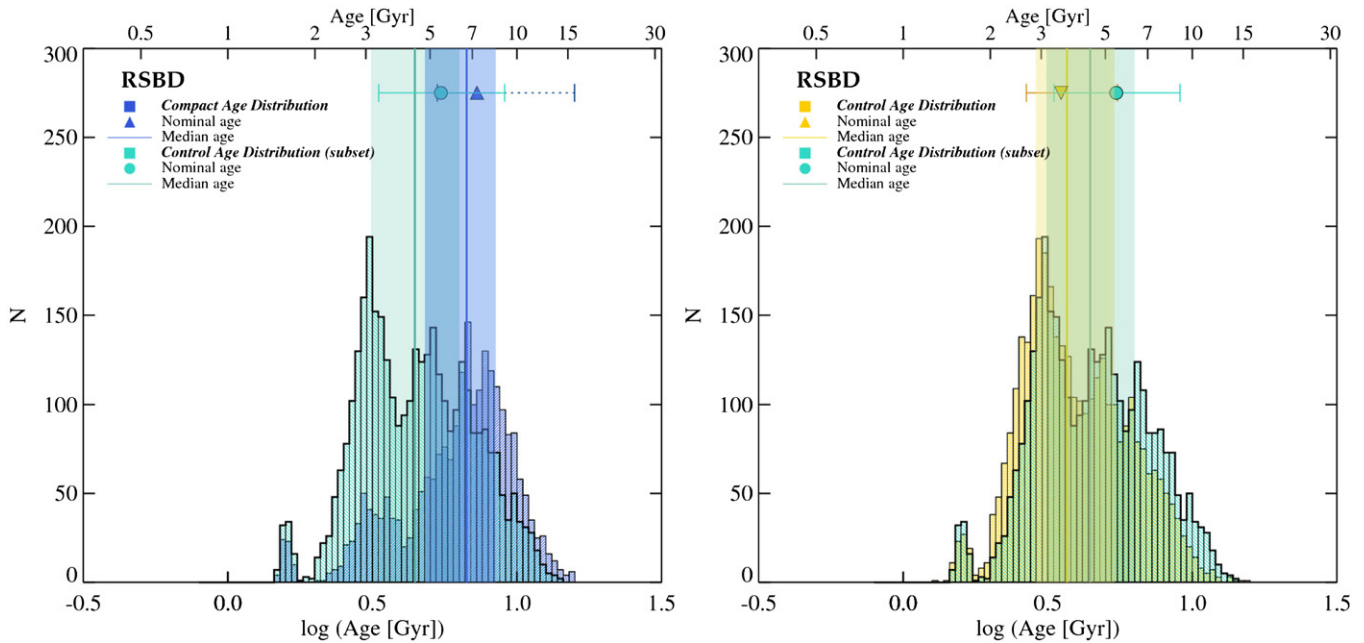 Age [Gyr]
0.5 1 2 3 5 7 10 15 30
300
250
200
150
100
50
0
N
RSBD
Compact Age Distribution
Nominal age
Median age
Control Age Distribution (subset)
Nominal age
Median age
-0.5 0.0 0.5 1.0 1.5
log (Age [Gyr])
Age [Gyr]
0.5 1 2 3 5 7 10 15 30
300
250
200
150
100
50
0
N
RSBD
Control Age Distribution
Nominal age
Median age
Control Age Distribution (subset)
Nominal age
Median age
-0.5 0.0 0.5 1.0 1.5
log (Age [Gyr])